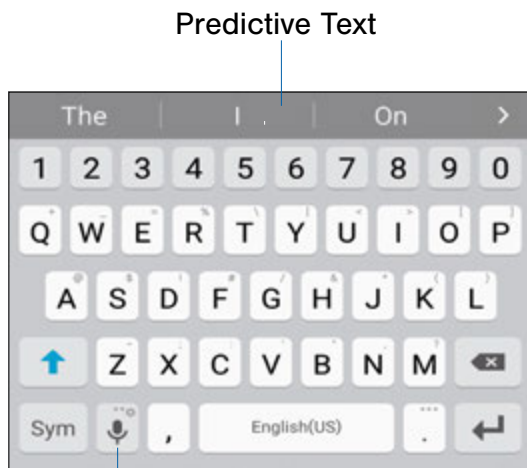 Predictive Text
The I On >
1 2 3 4 5 6 7 8 9 0
Q W E R T Y U I O P
A S D F G H J K L
Z X C V B N M
Sym , English(US) .